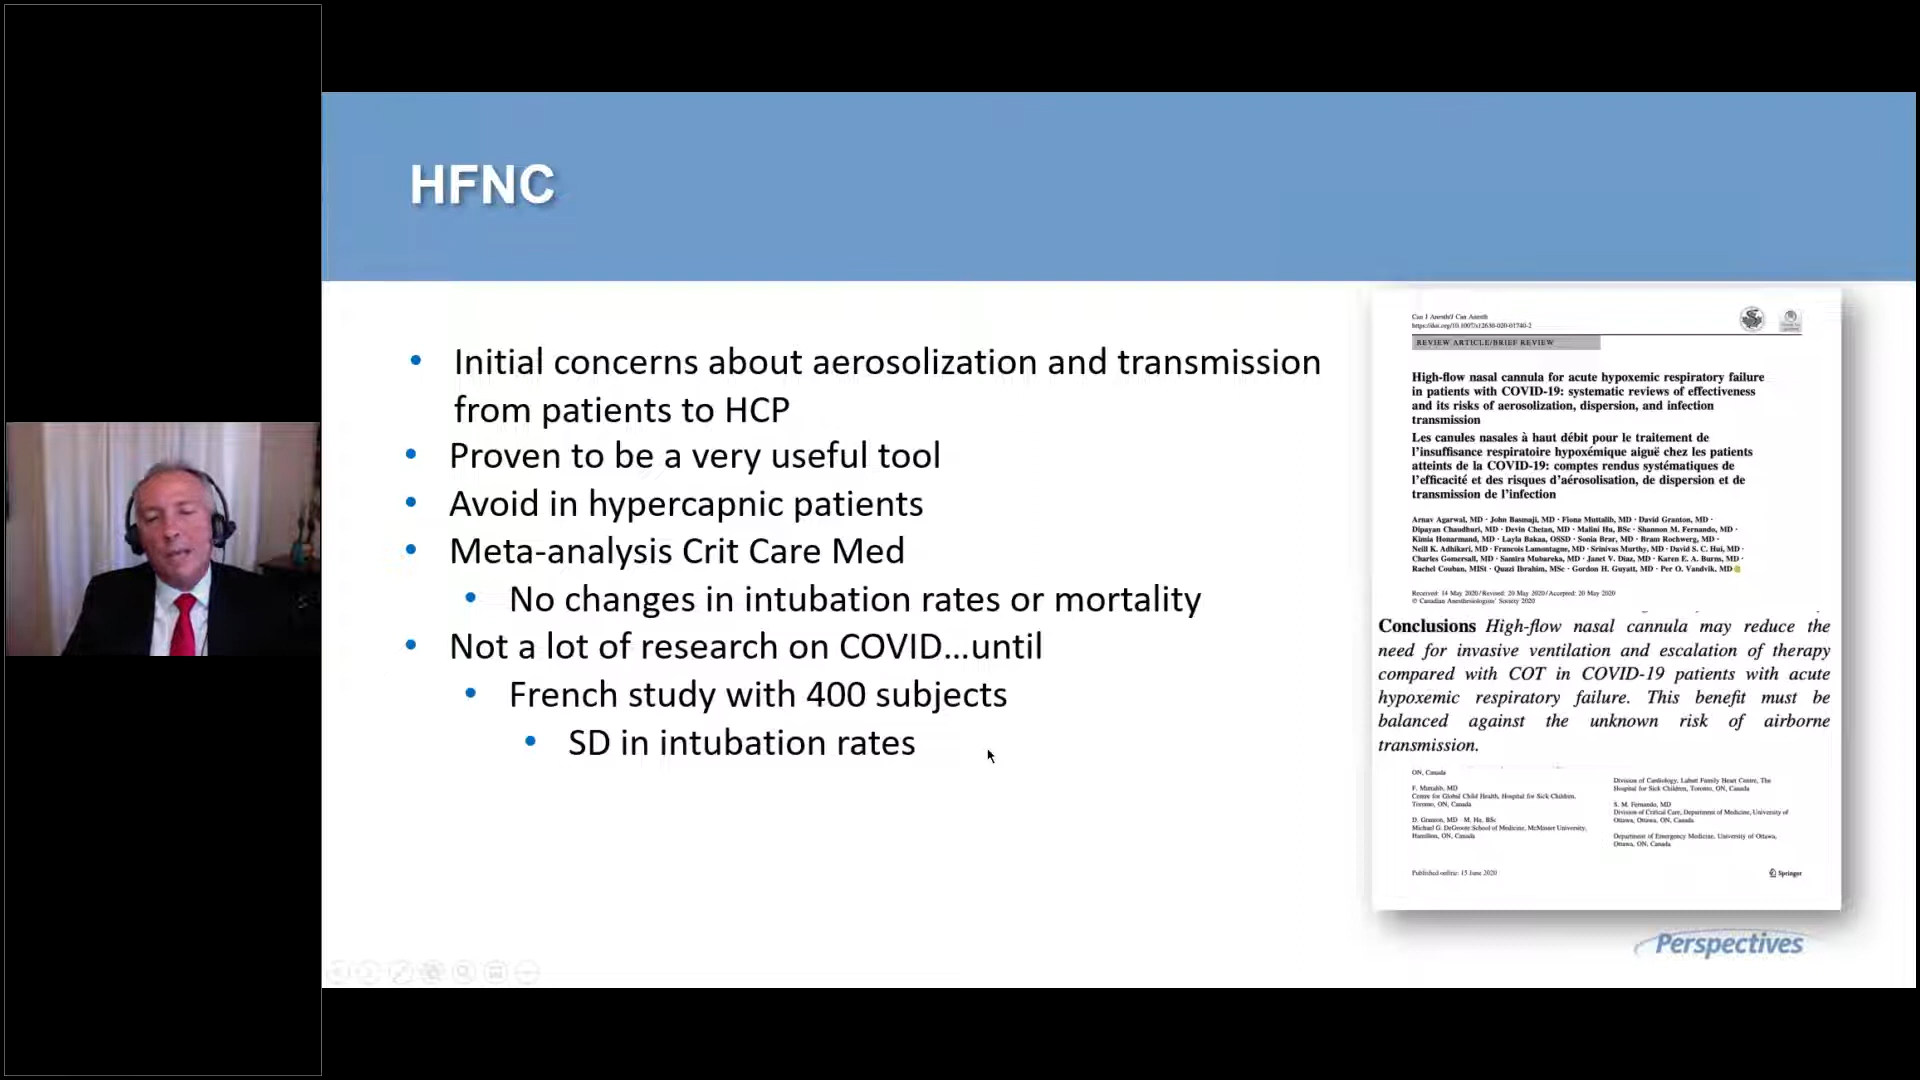 HFNC
• Initial concerns about aerosolization and transmission
from patients to HCP
• Proven to be a very useful tool
• Avoid in hypercapnic patients
• Meta-analysis Crit Care Med
• No changes in intubation rates or mortality
• Not a lot of research on COVID...until
• French study with 400 subjects
• SD in intubation rates
Can J Anesth/J Can Anesth
https://doi.org/10.1007/s12630-020-01740-2
REVIEW ARTICLE/BRIEF REVIEW
High-flow nasal cannula for acute hypoxemic respiratory failure
in patients with COVID-19: systematic reviews of effectiveness
and its risks of aerosolization, dispersion, and infection
transmission
Les canules nasales à haut débit pour le traitement de
l'insuffisance respiratoire hypoxémique aiguë chez les patients
atteints de la COVID-19: comptes rendus systématiques de
l'efficacité et des risques d'aérosolisation, de dispersion et de
transmission de l'infection
Arnav Agarwal, MD · John Basmaji, MD · Fiona Muttalib, MD · David Granton, MD ·
Dipayan Chaudhuri, MD · Devin Chetan, MD · Malini Hu, BSc · Shannon M. Fernando, MD ·
Kimia Honarmand, MD · Layla Bakaa, OSSD · Sonia Brar, MD · Bram Rochwerg, MD ·
Neill K. Adhikari, MD · Francois Lamontagne, MD · Srinivas Murthy, MD · David S. C. Hui, MD ·
Charles Gomersall, MD · Samira Mubareka, MD · Janet V. Diaz, MD · Karen E. A. Burns, MD ·
Rachel Couban, MISt · Quazi Ibrahim, MSc · Gordon H. Guyatt, MD · Per O. Vandvik, MD
Received: 14 May 2020/Revised: 20 May 2020/Accepted: 20 May 2020
© Canadian Anesthesiologists' Society 2020
Conclusions High-flow nasal cannula may reduce the
need for invasive ventilation and escalation of therapy
compared with COT in COVID-19 patients with acute
hypoxemic respiratory failure. This benefit must be
balanced against the unknown risk of airborne
transmission.
ON, Canada
F. Muttalib, MD
Centre for Global Child Health, Hospital for Sick Children,
Toronto, ON, Canada
D. Granton, MD · M. Hu, BSc
Michael G. DeGroote School of Medicine, McMaster University,
Hamilton, ON, Canada
Division of Cardiology, Labatt Family Heart Centre, The
Hospital for Sick Children, Toronto, ON, Canada
S. M. Fernando, MD
Division of Critical Care, Department of Medicine, University of
Ottawa, Ottawa, ON, Canada
Department of Emergency Medicine, University of Ottawa,
Ottawa, ON, Canada
Published online: 15 June 2020
Springer
Perspectives